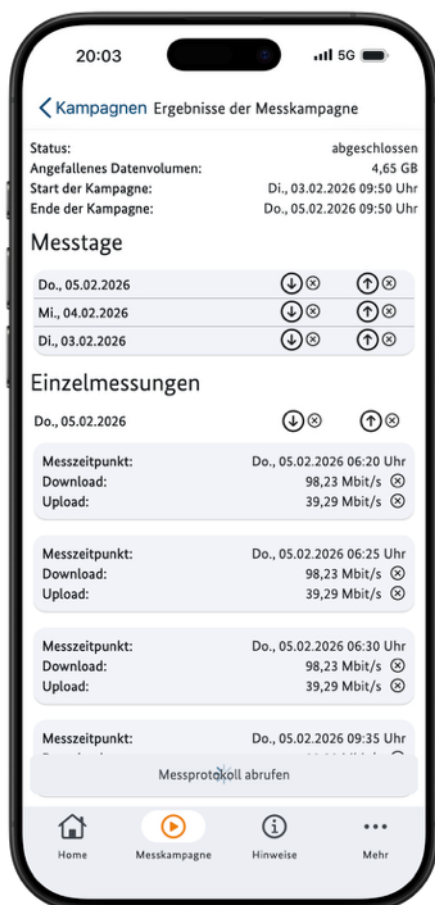 20:03 5G
Kampagnen Ergebnisse der Messkampagne
Status: abgeschlossen
Angefallenes Datenvolumen: 4,65 GB
Start der Kampagne: Di., 03.02.2026 09:50 Uhr
Ende der Kampagne: Do., 05.02.2026 09:50 Uhr
Messtage
Do., 05.02.2026
Mi., 04.02.2026
Di., 03.02.2026
Einzelmessungen
Do., 05.02.2026
Messzeitpunkt: Do., 05.02.2026 06:20 Uhr
Download: 98,23 Mbit/s
Upload: 39,29 Mbit/s
Messzeitpunkt: Do., 05.02.2026 06:25 Uhr
Download: 98,23 Mbit/s
Upload: 39,29 Mbit/s
Messzeitpunkt: Do., 05.02.2026 06:30 Uhr
Download: 98,23 Mbit/s
Upload: 39,29 Mbit/s
Messzeitpunkt: Do., 05.02.2026 09:35 Uhr
Messprotokoll abrufen
Home Messkampagne Hinweise Mehr